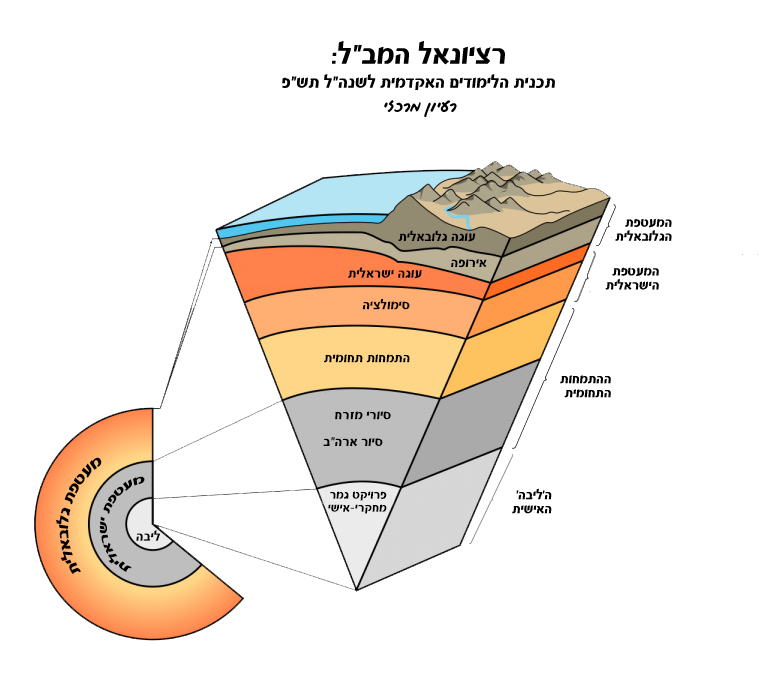 רציונאל המב"ל:
תכנית הלימודים האקדמית לשנה"ל תש"פ
רעיון מרכזי
עוגה גלובאלית
אירופה
עוגה ישראלית
סימולציה
התמחות תחומית
סיורי מזרח
סיור ארה"ב
פרויקט גמר
מחקרי-אישי
המעטפת
הגלובאלית
המעטפת
הישראלית
ההתמחות
התחומית
ה'ליבה'
האישית
מעטפת גלובאלית
מעטפת ישראלית
ליבה